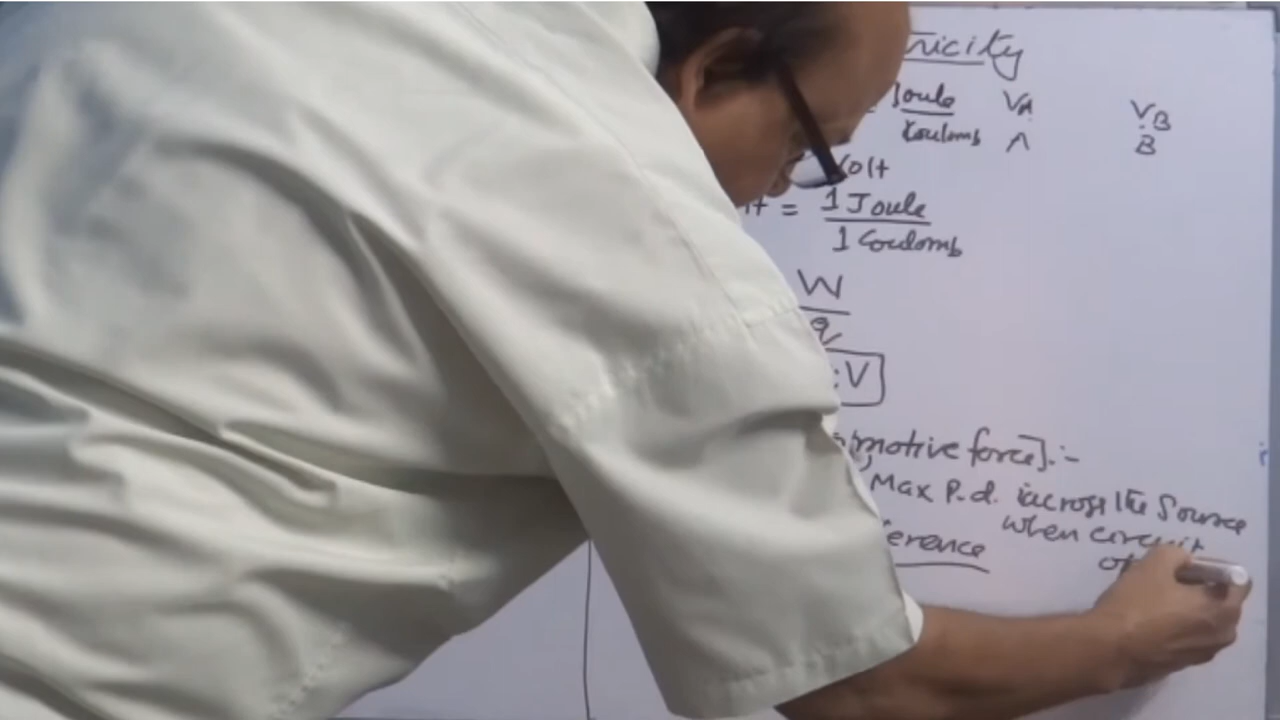 ricity
Joule VA VB
Coulomb A B
Volt
= 1 Joule
1 Coulomb
W
q
V
motive force]:-
Max P.d. across the Source
when circuit
erence